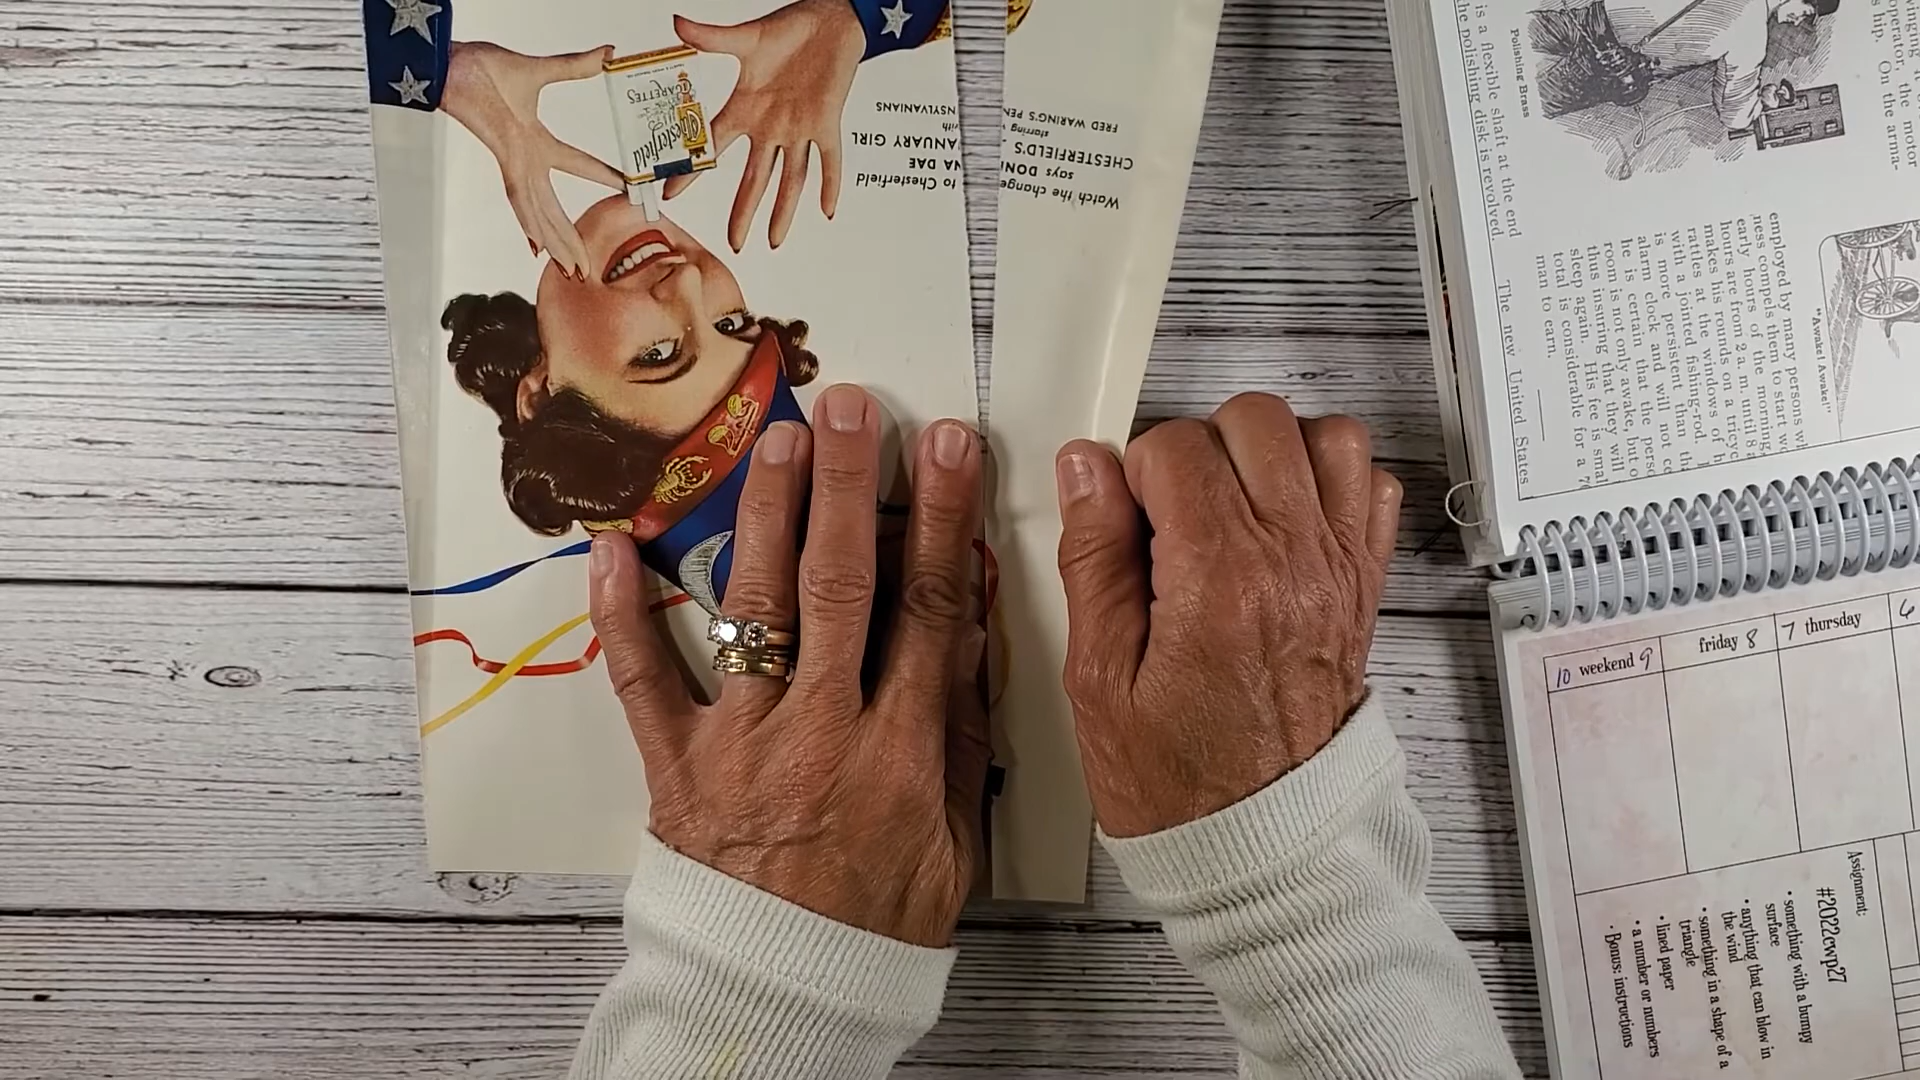 Watch the change to Chesterfield
says DONNA DAE
CHESTERFIELD'S JANUARY GIRL
starring with
FRED WARING'S PENNSYLVANIANS
Chesterfield
CIGARETTES
is a flexible shaft at the end
the polishing disk is revolved.
Polishing Brass
the motor
hip. On the arma-
The new United States
"Awake! Awake!"
employed by many persons
ness compels them to start
early hours of the morning
hours are from 2 a. m. until 8
makes his rounds on a
rattles at the windows of
with a jointed fishing-rod.
is more persistent than
alarm clock and will not
he is certain that the
room is not only awake, but
thus insuring that they will
sleep again. His fee is
total is considerable for a
man to earn.
10 weekend 9
friday 8
7 thursday
6
Assignment:
#2022cwp27
• something with a bumpy
surface
• anything that can blow in
the wind
• something in a shape of a
triangle
• lined paper
• a number or numbers
• Bonus: instructions